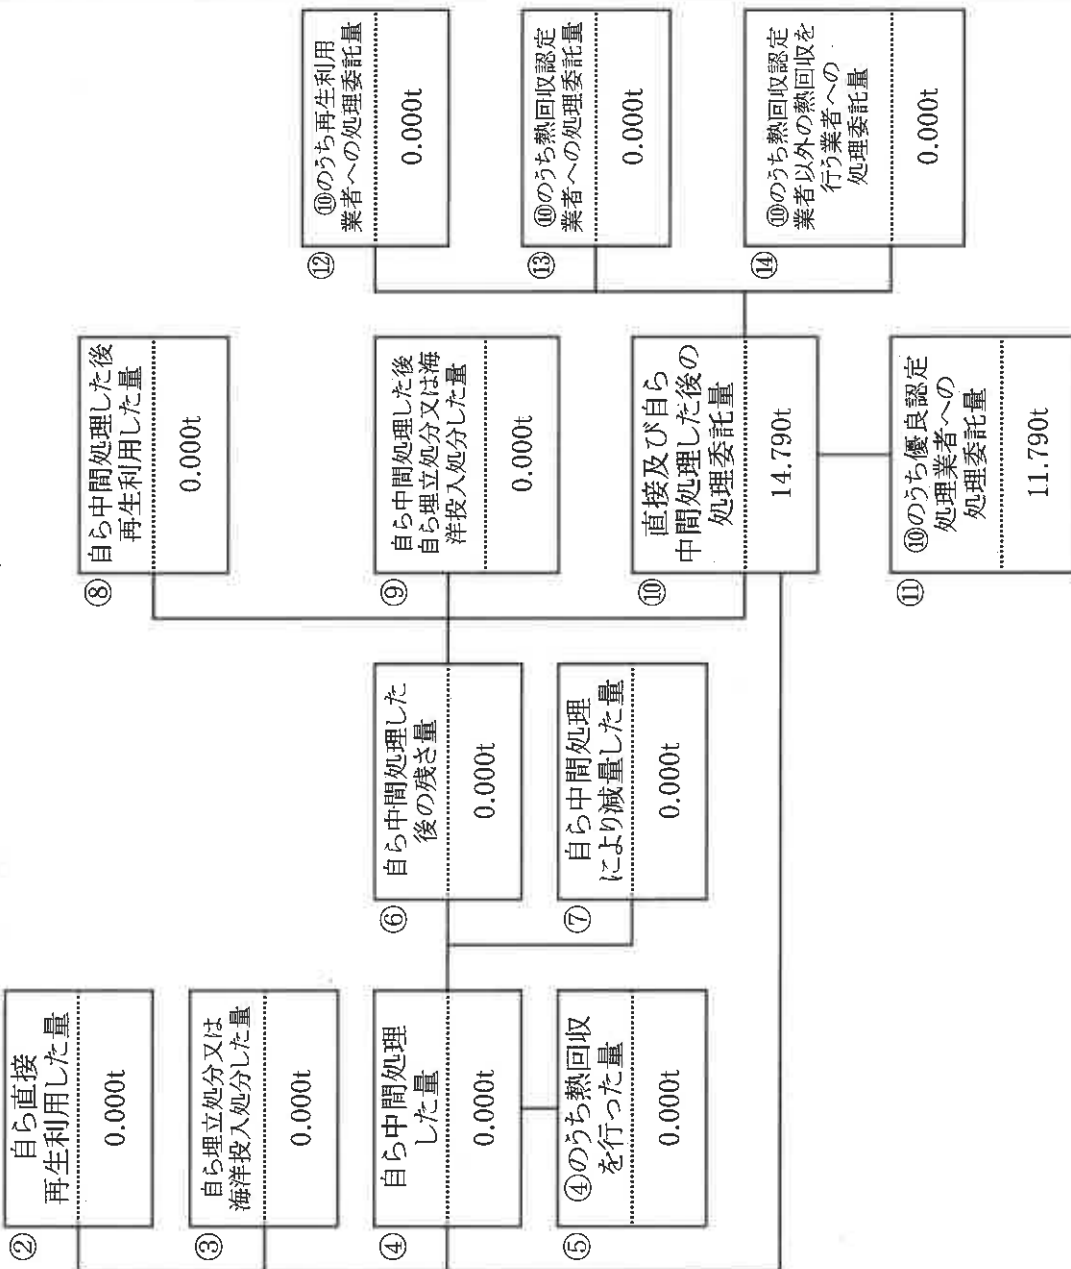 ②
自ら直接
再生利用した量
0.000t
③
自ら埋立処分又は
海洋投入処分した量
0.000t
④
自ら中間処理
した量
0.000t
⑤
④のうち熱回収
を行った量
0.000t
⑥
自ら中間処理した
後の残さ量
0.000t
⑦
自ら中間処理
により減量した量
0.000t
⑧
自ら中間処理した後
再生利用した量
0.000t
⑨
自ら中間処理した後
自ら埋立処分又は海
洋投入処分した量
0.000t
⑩
直接及び自ら
中間処理した後の
処理委託量
14.790t
⑪
⑩のうち優良認定
処理業者への
処理委託量
11.790t
⑫
⑩のうち再生利用
業者への処理委託量
0.000t
⑬
⑩のうち熱回収認定
業者への処理委託量
0.000t
⑭
⑩のうち熱回収認定
業者以外の熱回収を
行う業者への
処理委託量
0.000t